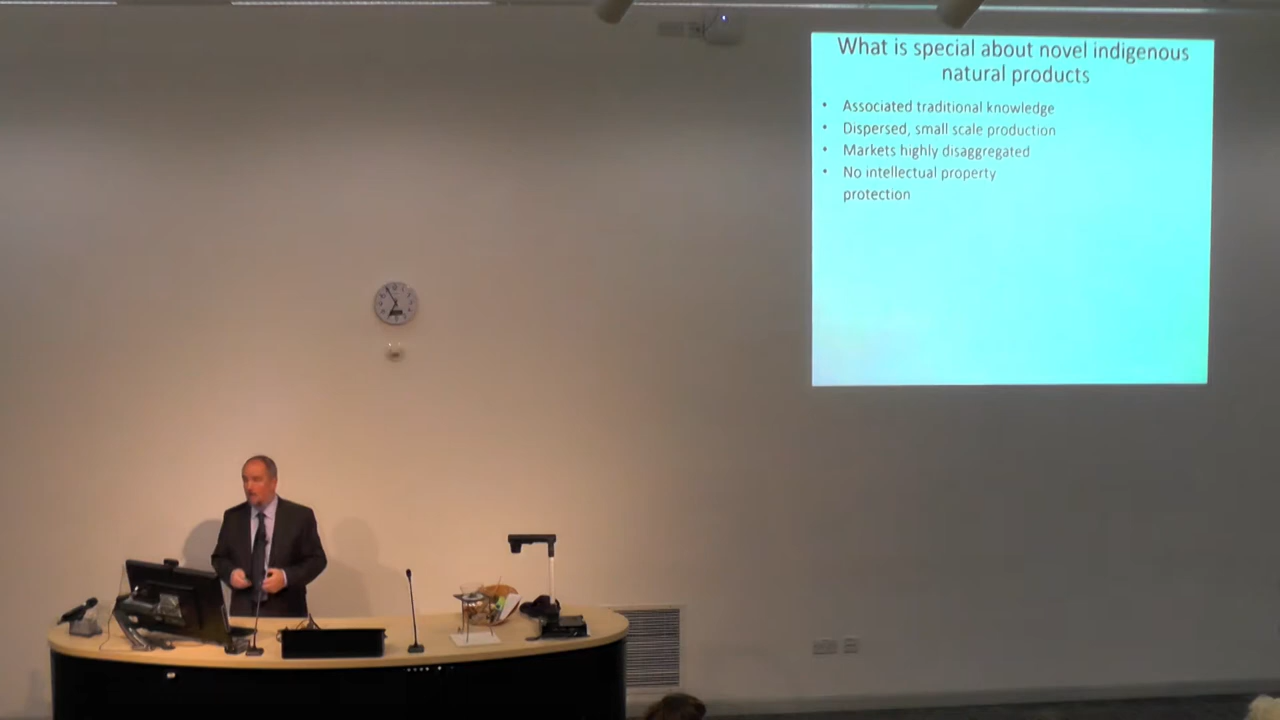 What is special about novel indigenous
natural products
• Associated traditional knowledge
• Dispersed, small scale production
• Markets highly disaggregated
• No intellectual property
protection